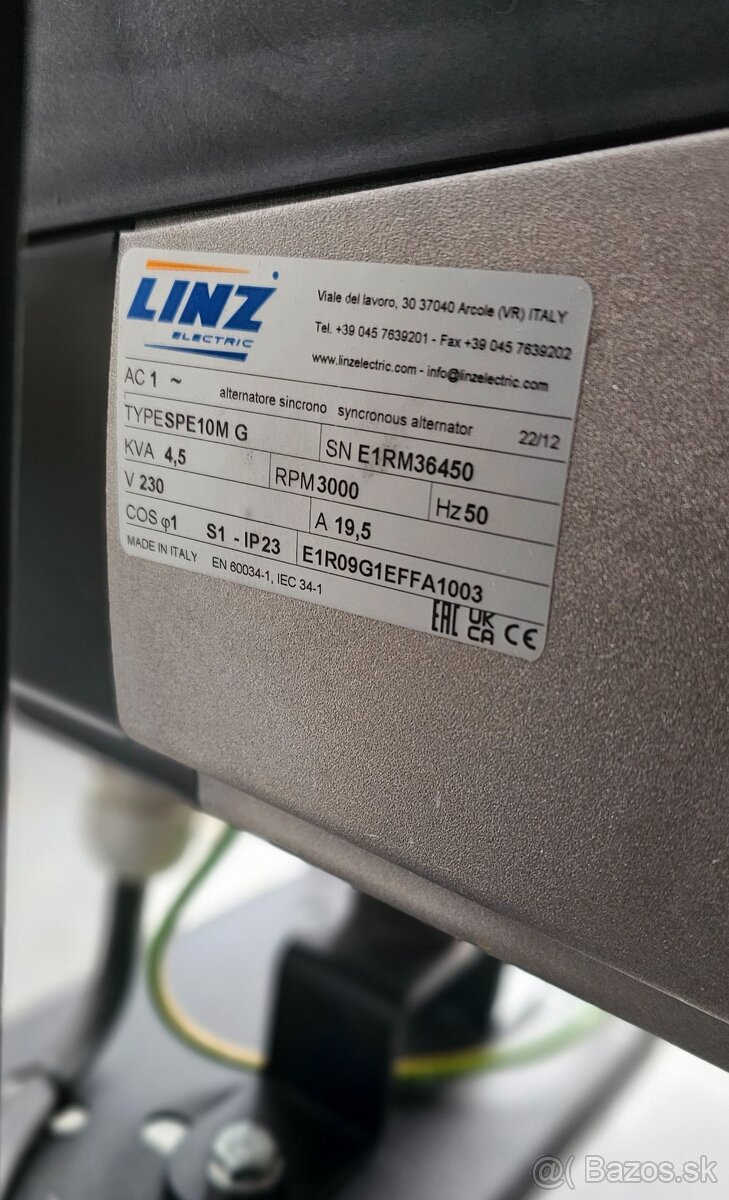 LINZ
ELECTRIC
Viale del lavoro, 30 37040 Arcole (VR) ITALY
Tel. +39 045 7639201 - Fax +39 045 7639202
www.linzelectric.com - info@linzelectric.com
AC 1 ~ alternatore sincrono syncronous alternator 22/12
TYPE SPE10M G SN E1RM36450
KVA 4,5 RPM 3000 Hz 50
V 230 A 19,5
COS φ1 S1 - IP23 E1R09G1EFFA1003
MADE IN ITALY EN 60034-1, IEC 34-1
EAC UK CA CE
@( Bazos.sk